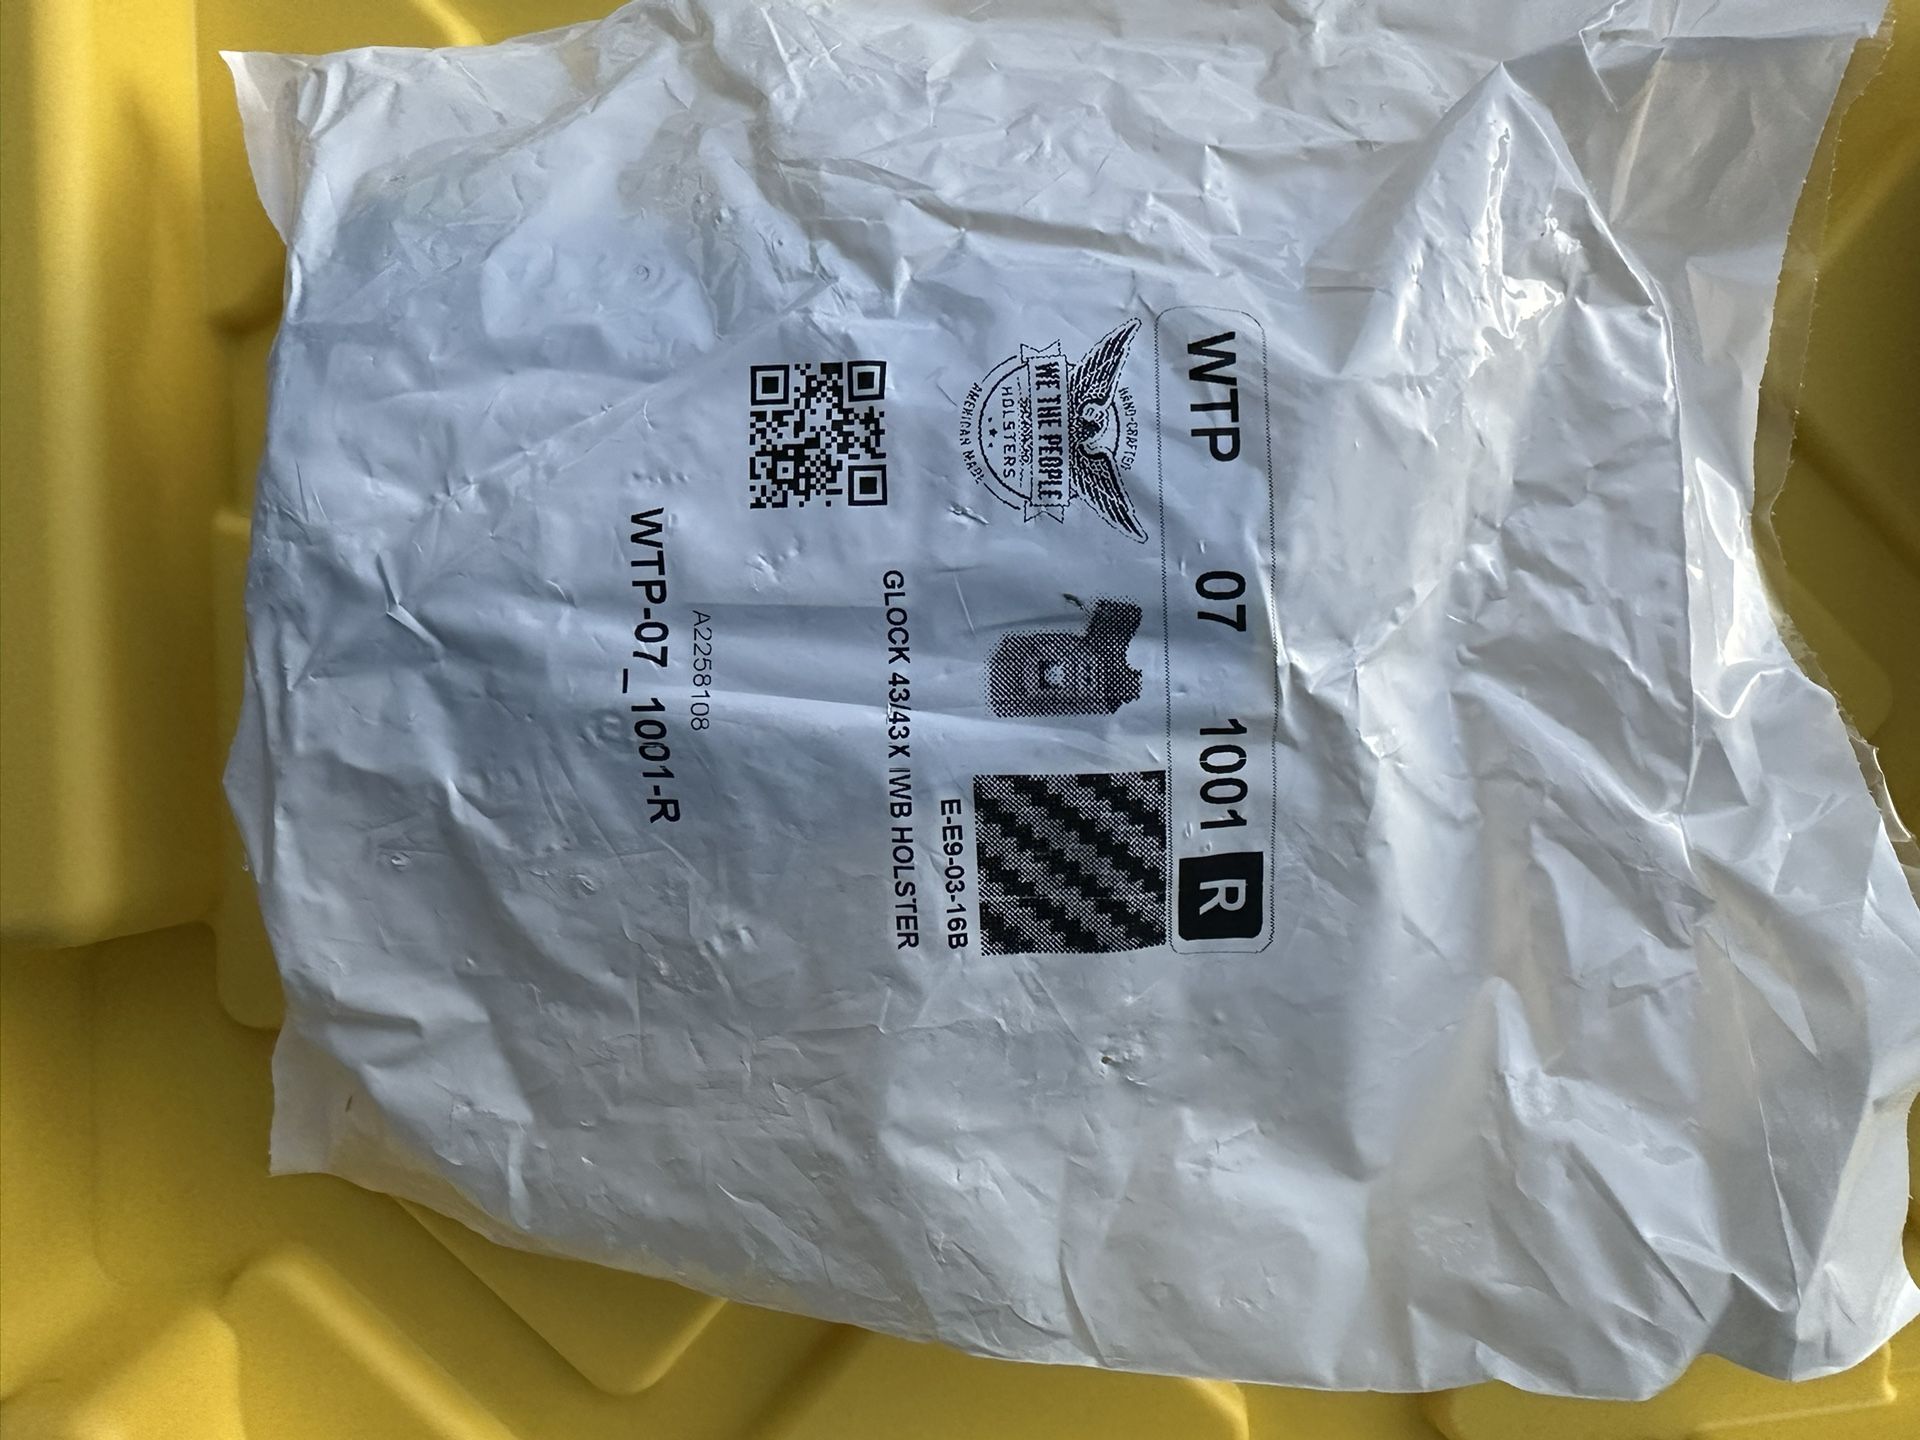 WTP 07 1001 R
HAND-CRAFTED
WE THE PEOPLE
HOLSTERS
AMERICAN MADE
E-E9-03-16B
GLOCK 43/43X IWB HOLSTER
A2258108
WTP-07_1001-R